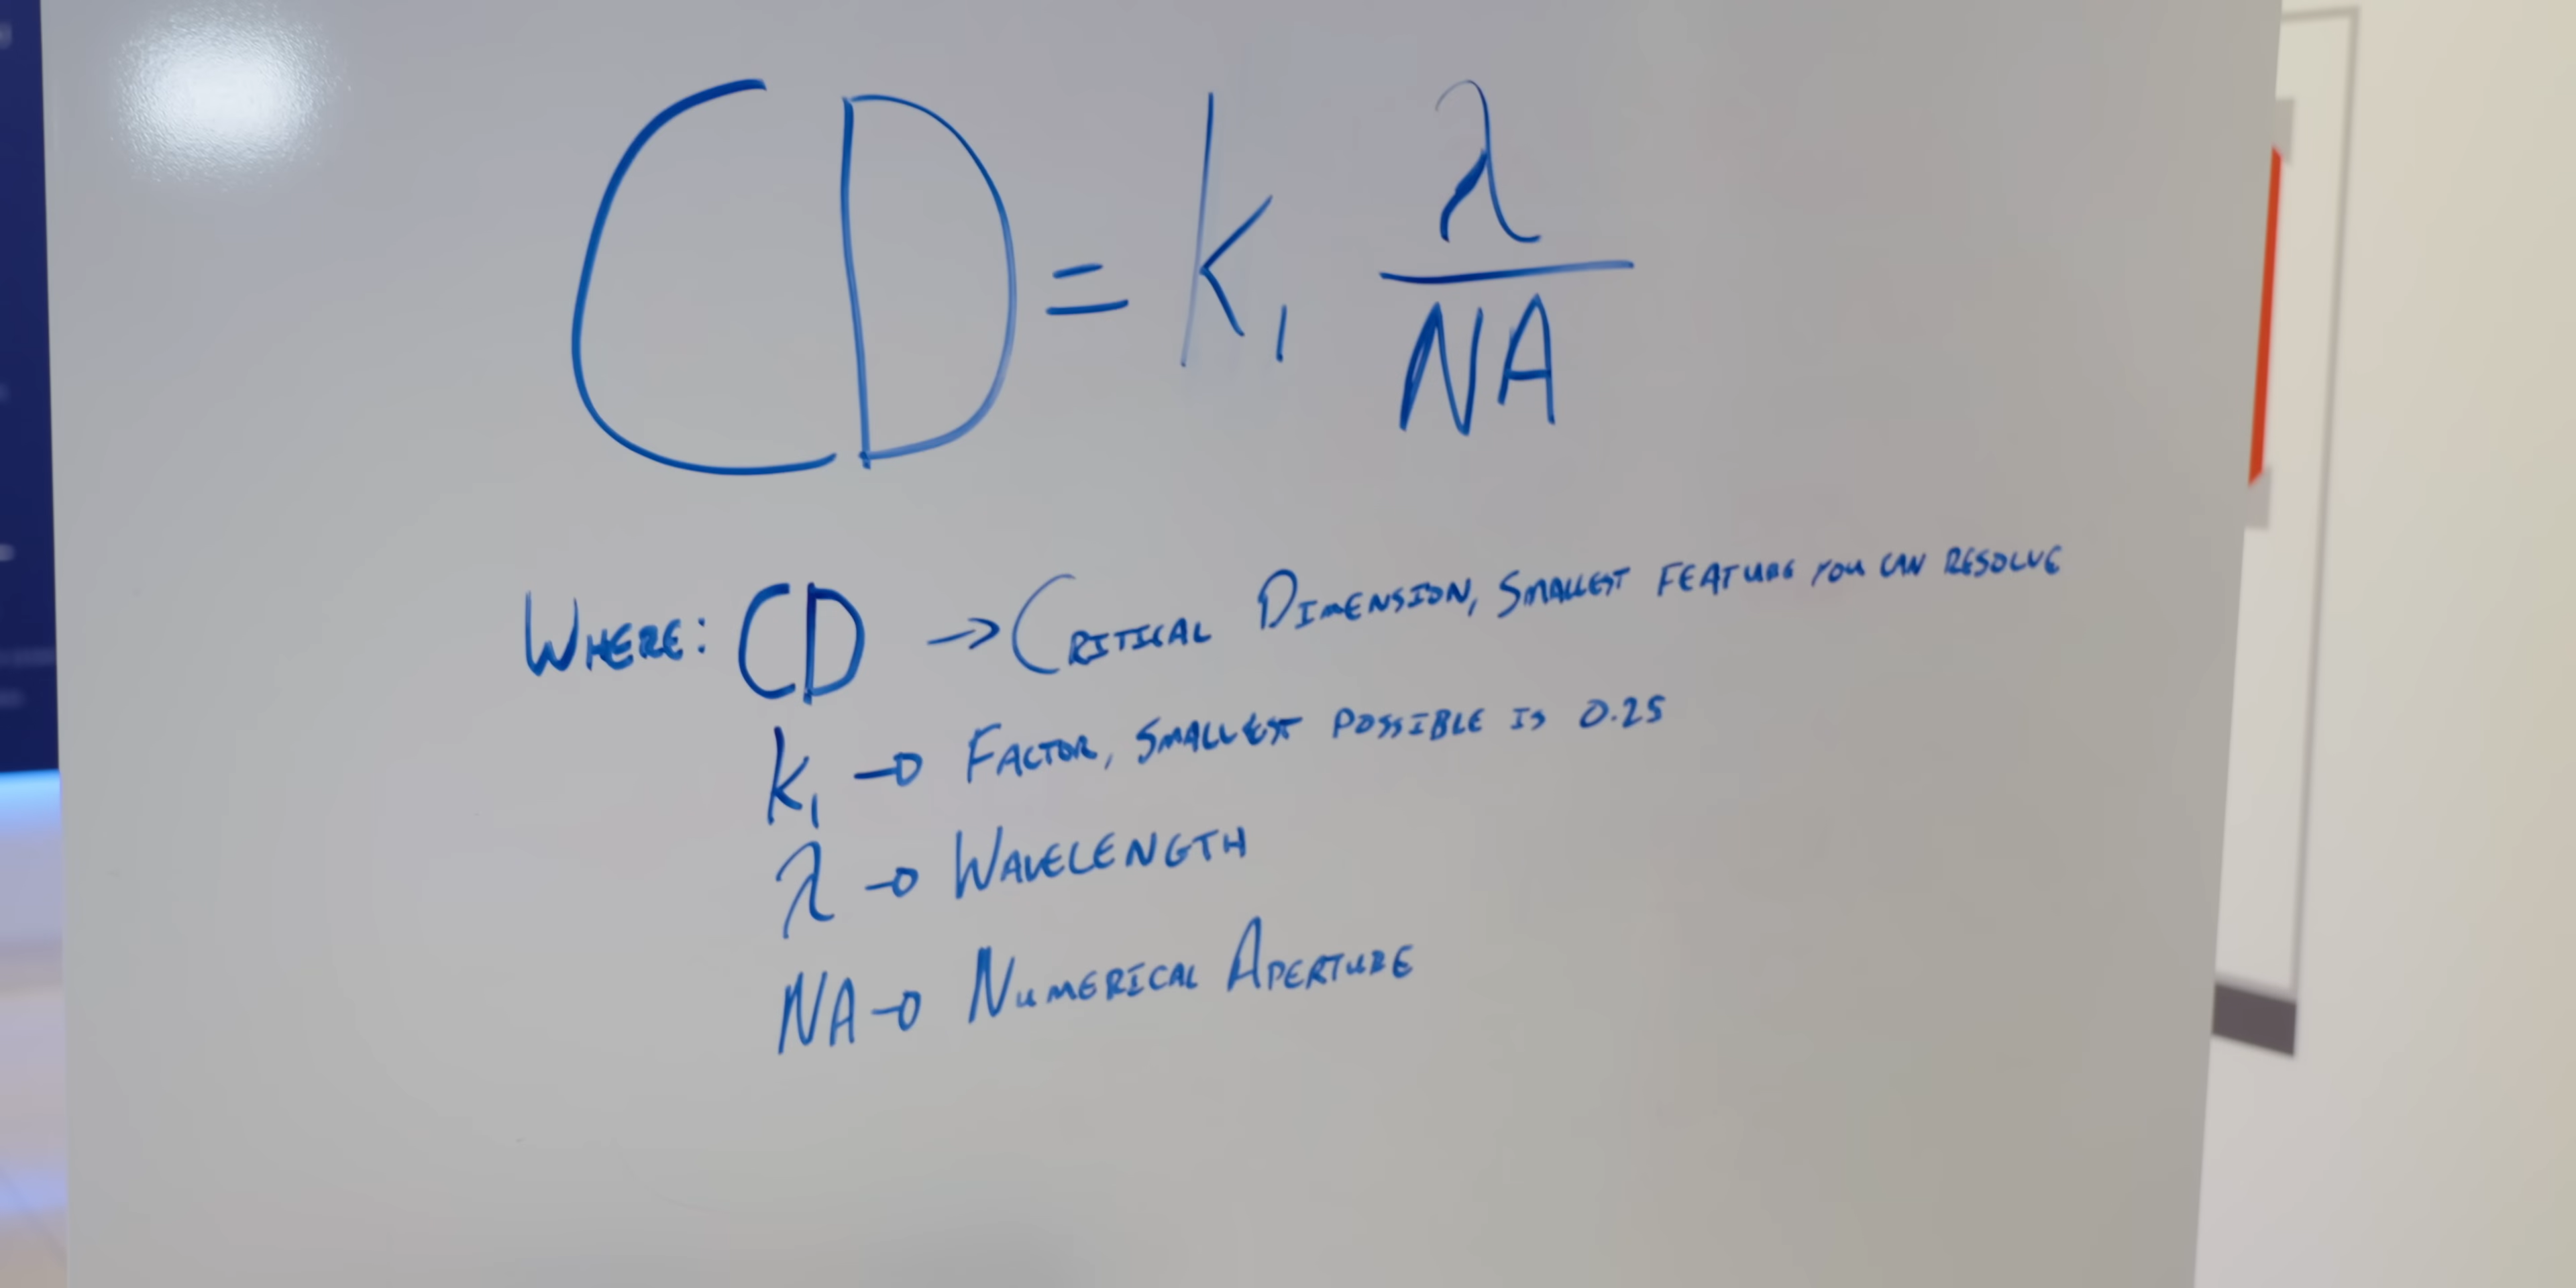 CD = k₁ λ/NA
WHERE: CD → CRITICAL DIMENSION, SMALLEST FEATURE YOU CAN RESOLVE
k₁ → FACTOR, SMALLEST POSSIBLE IS 0.25
λ → WAVELENGTH
NA → NUMERICAL APERTURE